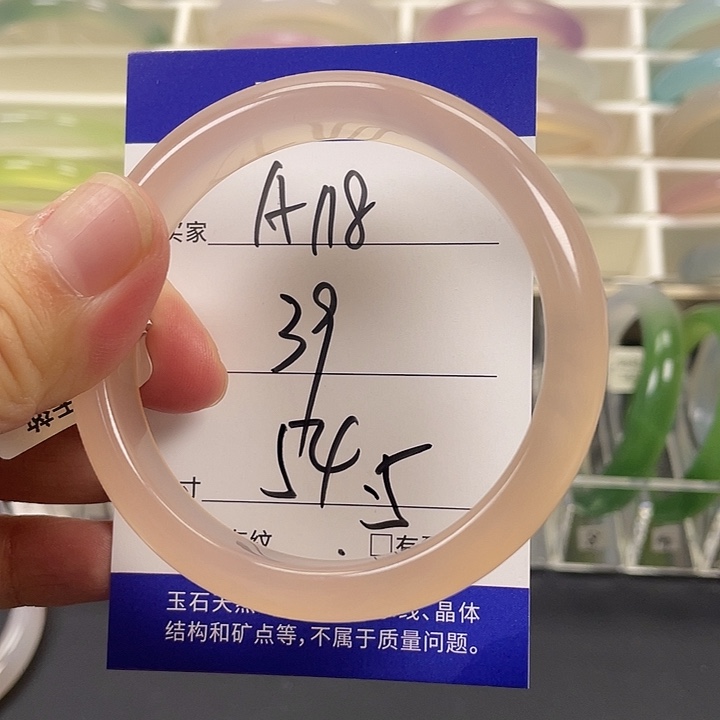 买家 A118
39
寸 54.5
纹 □有
玉石天然 线、晶体
结构和矿点等,不属于质量问题。